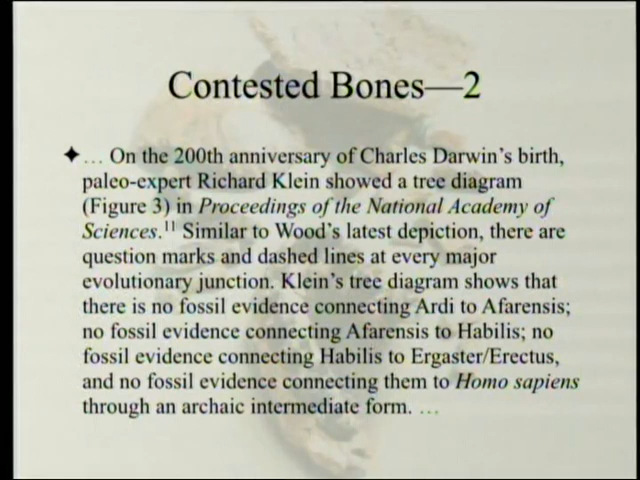 Contested Bones—2
✦… On the 200th anniversary of Charles Darwin's birth,
paleo-expert Richard Klein showed a tree diagram
(Figure 3) in Proceedings of the National Academy of
Sciences.¹¹ Similar to Wood's latest depiction, there are
question marks and dashed lines at every major
evolutionary junction. Klein's tree diagram shows that
there is no fossil evidence connecting Ardi to Afarensis;
no fossil evidence connecting Afarensis to Habilis; no
fossil evidence connecting Habilis to Ergaster/Erectus,
and no fossil evidence connecting them to Homo sapiens
through an archaic intermediate form. …